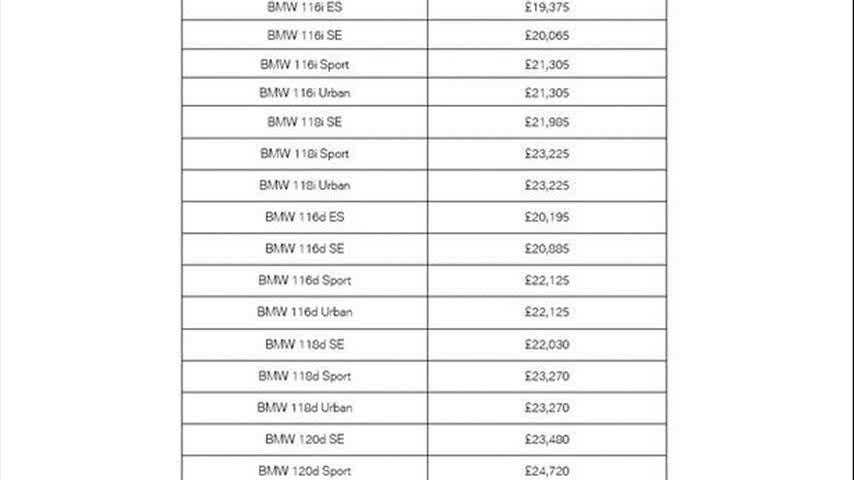 BMW 116i ES £19,375
BMW 116i SE £20,065
BMW 116i Sport £21,305
BMW 116i Urban £21,305
BMW 118i SE £21,985
BMW 118i Sport £23,225
BMW 118i Urban £23,225
BMW 116d ES £20,195
BMW 116d SE £20,885
BMW 116d Sport £22,125
BMW 116d Urban £22,125
BMW 118d SE £22,030
BMW 118d Sport £23,270
BMW 118d Urban £23,270
BMW 120d SE £23,480
BMW 120d Sport £24,720